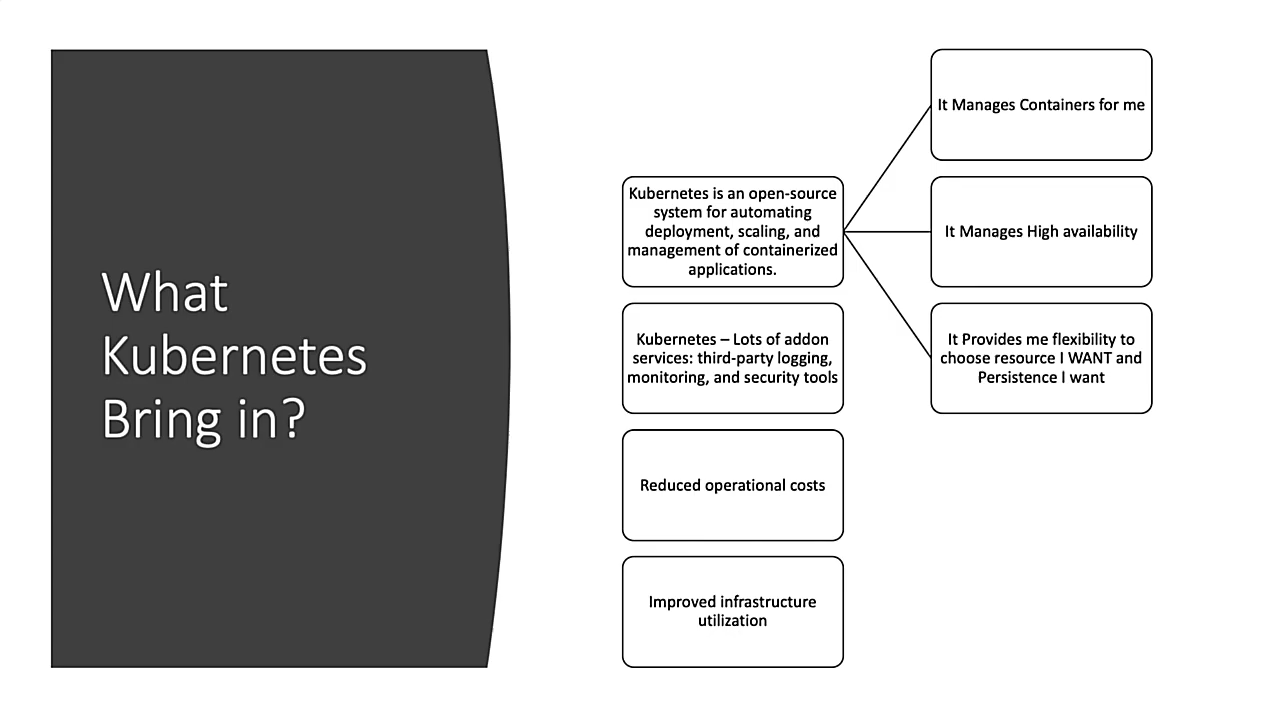 What
Kubernetes
Bring in?
Kubernetes is an open-source
system for automating
deployment, scaling, and
management of containerized
applications.
It Manages Containers for me
It Manages High availability
It Provides me flexibility to
choose resource I WANT and
Persistence I want
Kubernetes – Lots of addon
services: third-party logging,
monitoring, and security tools
Reduced operational costs
Improved infrastructure
utilization